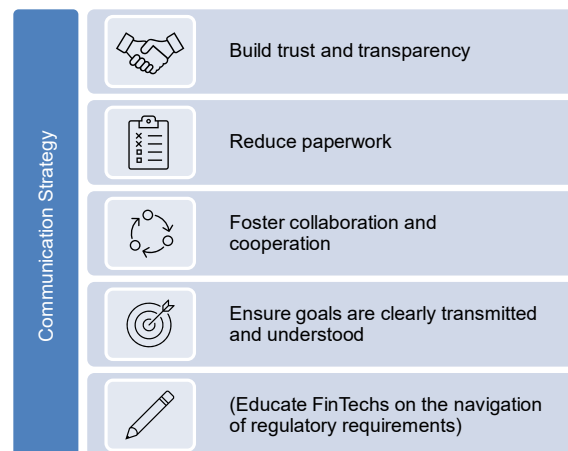 Communication Strategy
Build trust and transparency
Reduce paperwork
Foster collaboration and
cooperation
Ensure goals are clearly transmitted
and understood
(Educate FinTechs on the navigation
of regulatory requirements)